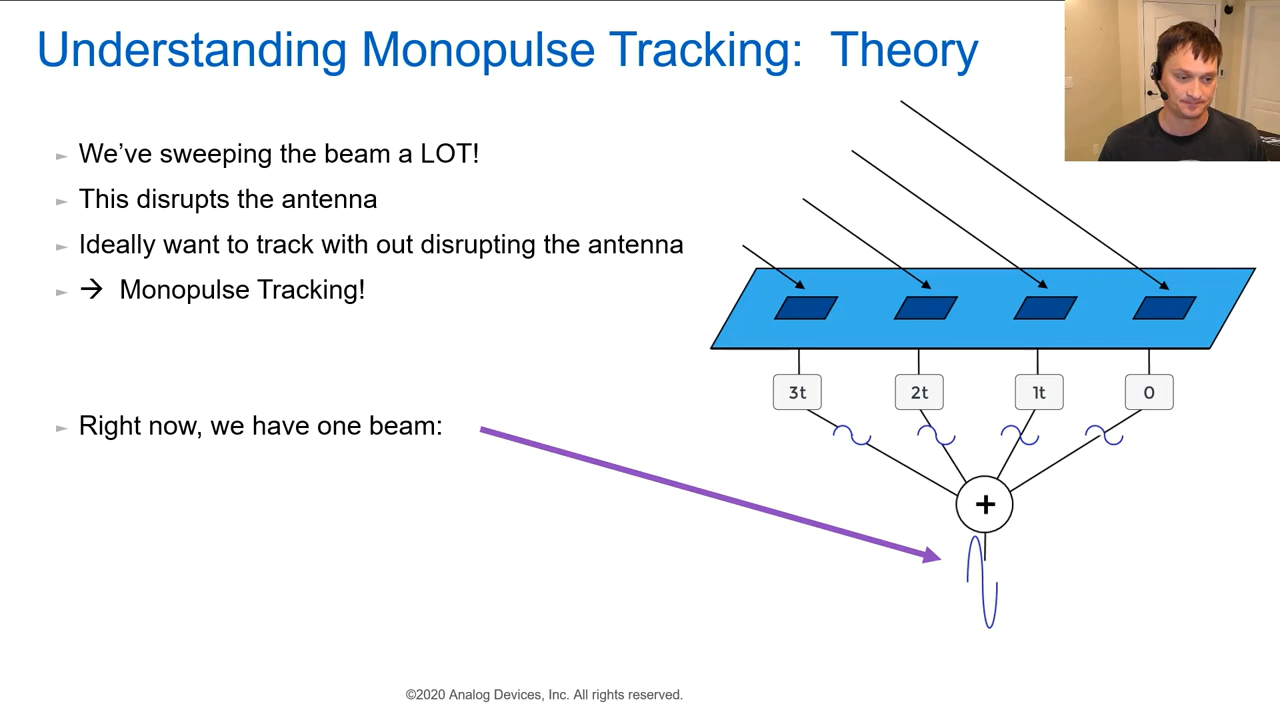 Understanding Monopulse Tracking: Theory
We've sweeping the beam a LOT!
This disrupts the antenna
Ideally want to track with out disrupting the antenna
→ Monopulse Tracking!
Right now, we have one beam:
3t 2t 1t 0
+
©2020 Analog Devices, Inc. All rights reserved.